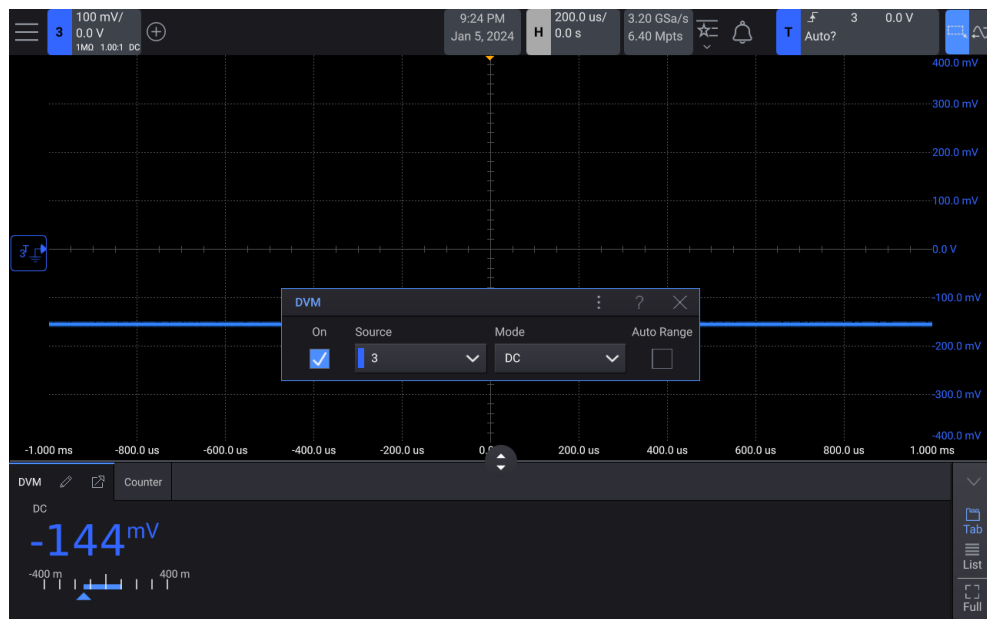 3 100 mV/
0.0 V
1MΩ 1.00:1 DC
9:24 PM
Jan 5, 2024
H 200.0 us/
0.0 s
3.20 GSa/s
6.40 Mpts
T 3 0.0 V
Auto?
400.0 mV
300.0 mV
200.0 mV
100.0 mV
3 T 0.0 V
-100.0 mV
DVM ?
On Source Mode Auto Range
3 DC
-200.0 mV
-300.0 mV
-400.0 mV
-1.000 ms -800.0 us -600.0 us -400.0 us -200.0 us 200.0 us 400.0 us 600.0 us 800.0 us 1.000 ms
DVM Counter
DC
-144 mV
-400 m 400 m
Tab
List
Full